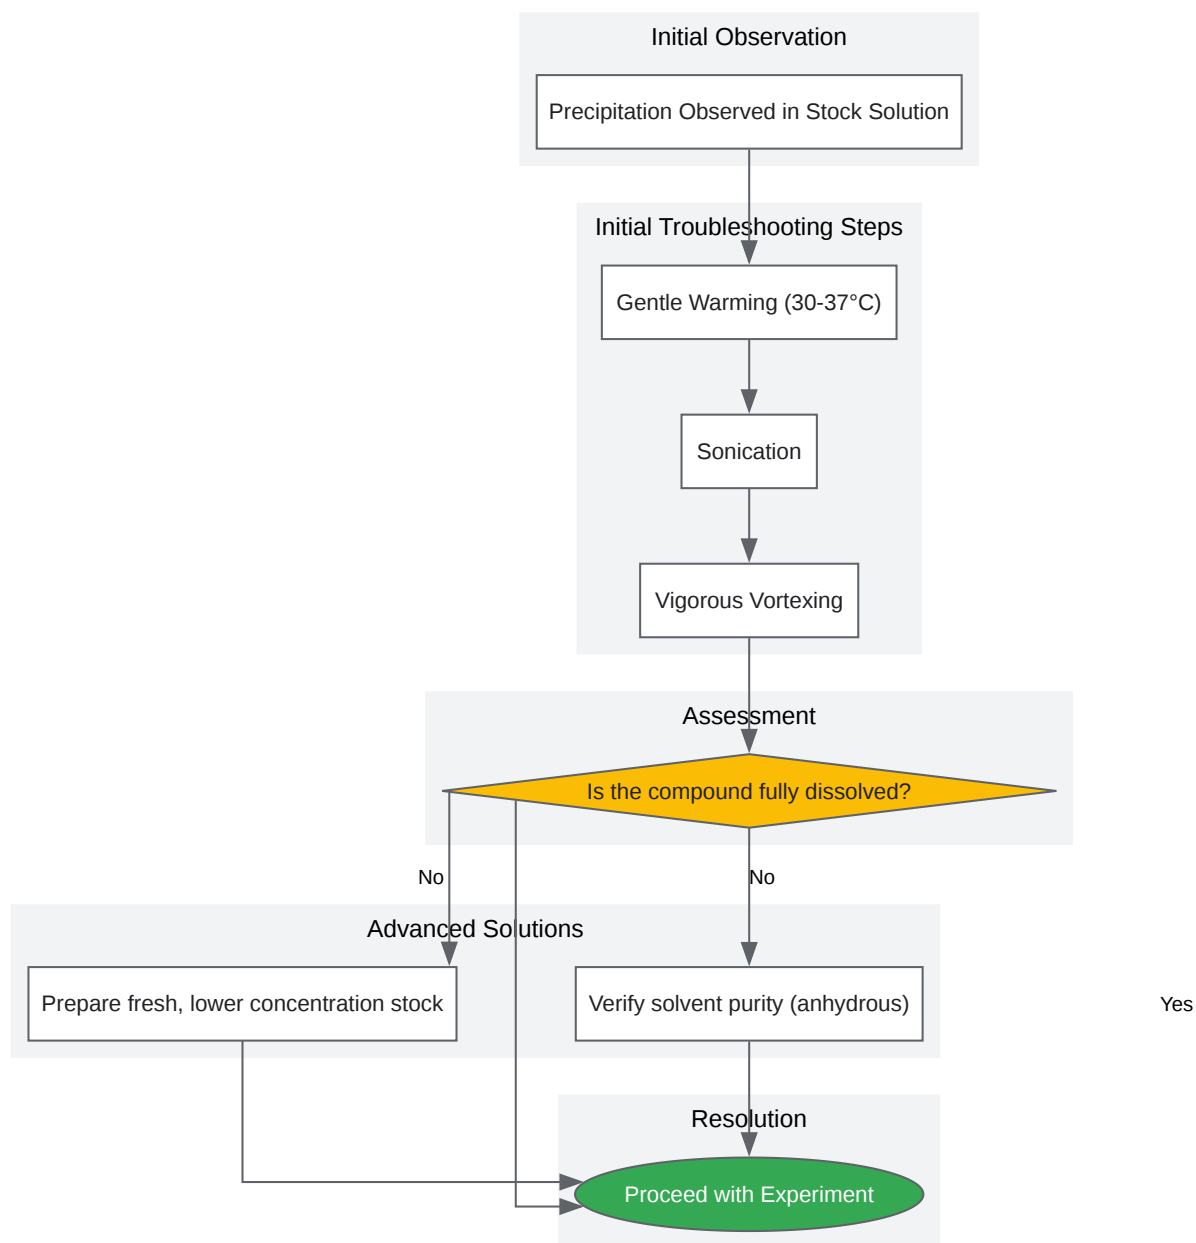 Initial Observation
Precipitation Observed in Stock Solution
Initial Troubleshooting Steps
Gentle Warming (30-37°C)
Sonication
Vigorous Vortexing
Assessment
Is the compound fully dissolved?
No
No
Advanced Solutions
Prepare fresh, lower concentration stock
Verify solvent purity (anhydrous)
Yes
Resolution
Proceed with Experiment